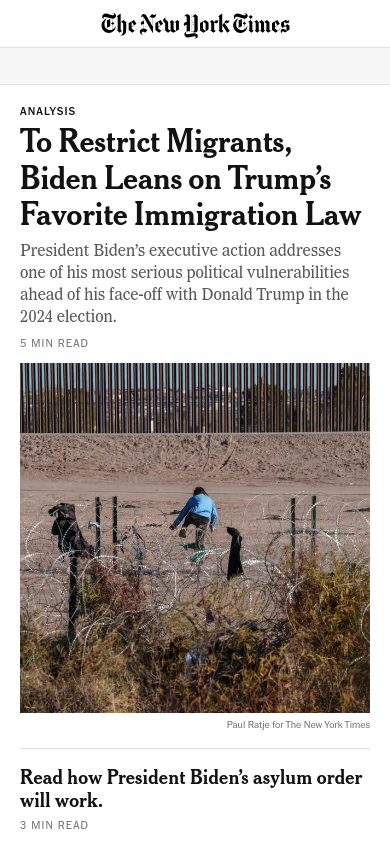 The New York Times
ANALYSIS
To Restrict Migrants,
Biden Leans on Trump’s
Favorite Immigration Law
President Biden’s executive action addresses
one of his most serious political vulnerabilities
ahead of his face-off with Donald Trump in the
2024 election.
5 MIN READ
Paul Ratje for The New York Times
Read how President Biden’s asylum order
will work.
3 MIN READ